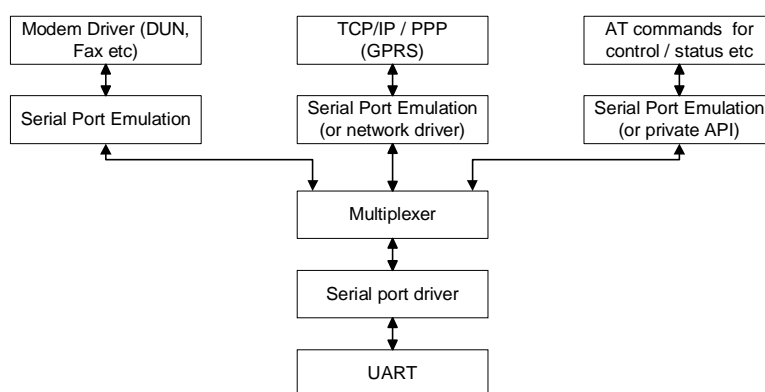 Modem Driver (DUN,
Fax etc)
TCP/IP / PPP
(GPRS)
AT commands for
control / status etc
Serial Port Emulation
Serial Port Emulation
(or network driver)
Serial Port Emulation
(or private API)
Multiplexer
Serial port driver
UART